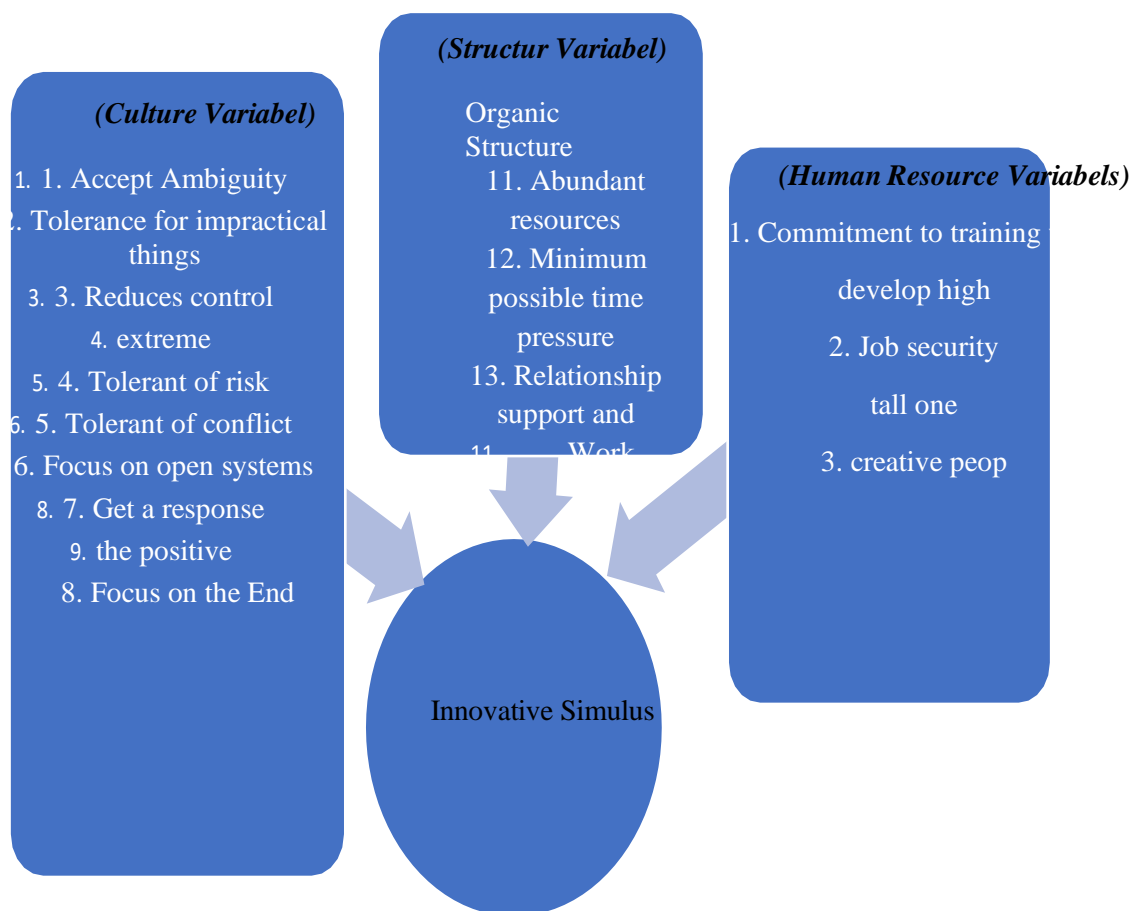 (Culture Variabel)
1. 1. Accept Ambiguity
2. Tolerance for impractical
things
3. 3. Reduces control
4. extreme
5. 4. Tolerant of risk
6. 5. Tolerant of conflict
6. Focus on open systems
8. 7. Get a response
9. the positive
8. Focus on the End
(Structur Variabel)
Organic
Structure
11. Abundant
resources
12. Minimum
possible time
pressure
13. Relationship
support and
11. Work
(Human Resource Variabels)
1. Commitment to training
develop high
2. Job security
tall one
3. creative peop
Innovative Simulus